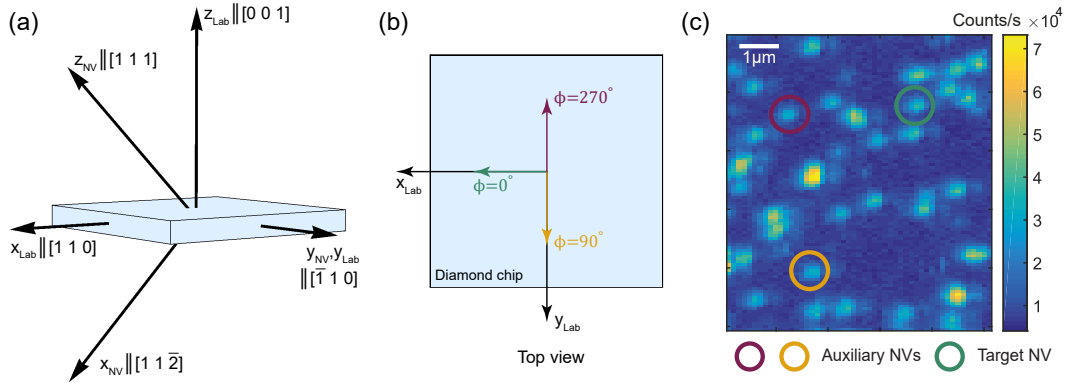 (a)
z_Lab ∥ [0 0 1]
z_NV ∥ [1 1 1]
x_Lab ∥ [1 1 0]
y_NV, y_Lab
∥ [1̅ 1 0]
x_NV ∥ [1 1 2̅]
(b)
ϕ=270°
x_Lab
ϕ=0°
ϕ=90°
Diamond chip
y_Lab
Top view
(c)
Counts/s ×10⁴
1μm
7
6
5
4
3
2
1
Auxiliary NVs
Target NV